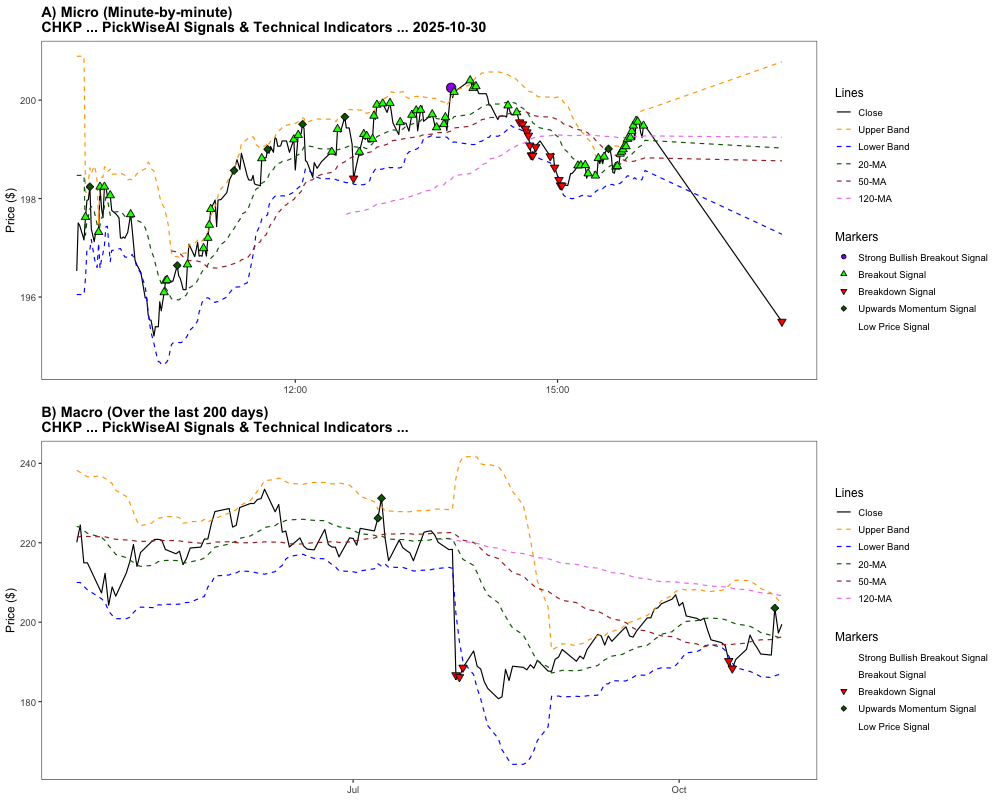 A) Micro (Minute-by-minute)
CHKP ... PickWiseAI Signals & Technical Indicators ... 2025-10-30
Price ($)
200
198
196
12:00
15:00
Lines
Close
Upper Band
Lower Band
20-MA
50-MA
120-MA
Markers
Strong Bullish Breakout Signal
Breakout Signal
Breakdown Signal
Upwards Momentum Signal
Low Price Signal
B) Macro (Over the last 200 days)
CHKP ... PickWiseAI Signals & Technical Indicators ...
Price ($)
240
220
200
180
Jul
Oct
Lines
Close
Upper Band
Lower Band
20-MA
50-MA
120-MA
Markers
Strong Bullish Breakout Signal
Breakout Signal
Breakdown Signal
Upwards Momentum Signal
Low Price Signal